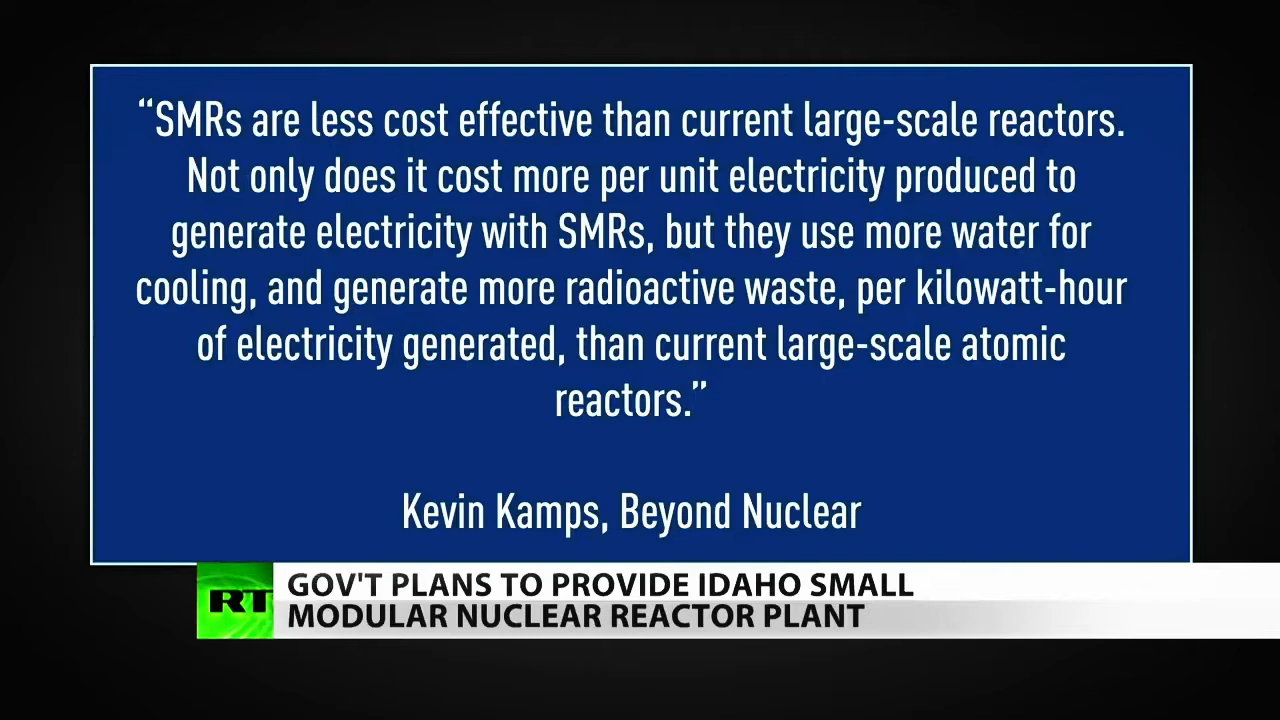 “SMRs are less cost effective than current large-scale reactors.
Not only does it cost more per unit electricity produced to
generate electricity with SMRs, but they use more water for
cooling, and generate more radioactive waste, per kilowatt-hour
of electricity generated, than current large-scale atomic
reactors.”
Kevin Kamps, Beyond Nuclear
RT
GOV'T PLANS TO PROVIDE IDAHO SMALL
MODULAR NUCLEAR REACTOR PLANT